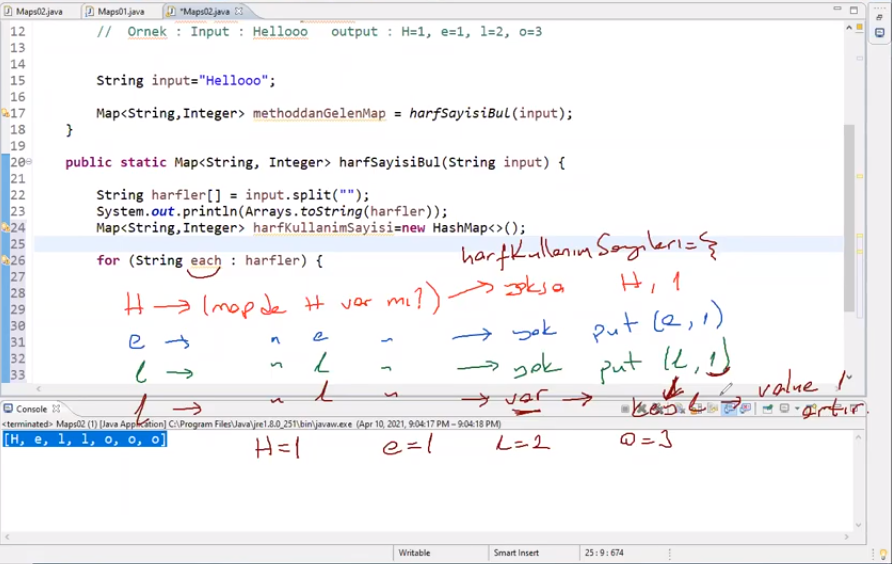 Maps02.java Maps01.java *Maps02.java
12 // Ornek : Input : Hellooo output : H=1, e=1, l=2, o=3
13
14
15 String input="Hellooo";
16
17 Map<String,Integer> methoddanGelenMap = harfSayisiBul(input);
18 }
19
20 public static Map<String, Integer> harfSayisiBul(String input) {
21
22 String harfler[] = input.split("");
23 System.out.println(Arrays.toString(harfler));
24 Map<String,Integer> harfKullanimSayisi=new HashMap<>();
25
harfKullanım Sayıları={}
26 for (String each : harfler) {
27
28 H → (mapde H var mı?) → yoksa H, 1
29
30 e → " e " → yok put (e,1)
31
32 l → " L " → yok put (L,1)
33
l → " L " → var → → value 1 artır.
Console
<terminated> Maps02 (1) [Java Application] C:\Program Files\Java\jre1.8.0_251\bin\javaw.exe (Apr 10, 2021, 9:04:17 PM – 9:04:18 PM)
[H, e, l, l, o, o, o]
H=1 e=1 L=2 O=3
Writable Smart Insert 25 : 9 : 674